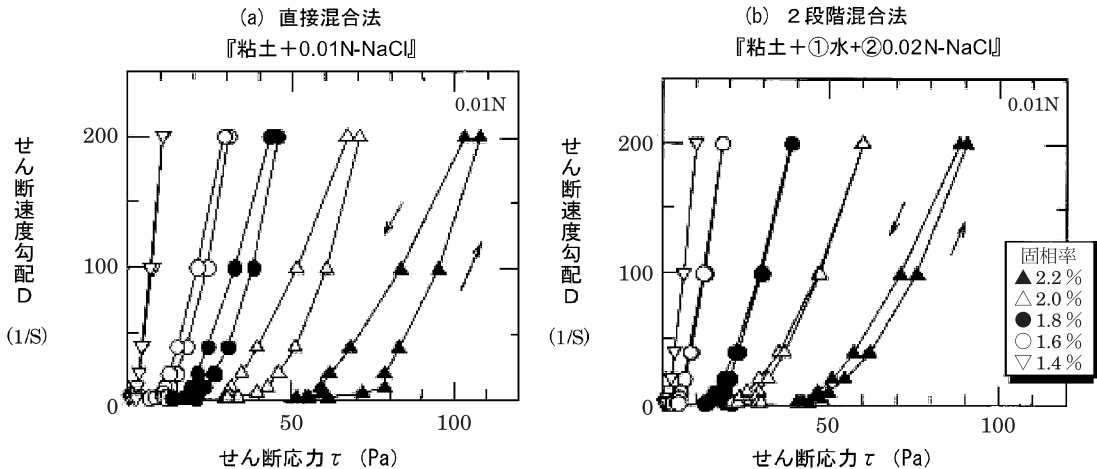 (a) 直接混合法
『粘土＋0.01N-NaCl』
0.01N
200
100
0
50
100
せん断速度勾配D
(1/S)
せん断応力τ (Pa)
(b) ２段階混合法
『粘土＋①水+②0.02N-NaCl』
0.01N
200
100
0
50
100
せん断速度勾配D
(1/S)
せん断応力τ (Pa)
固相率
▲ 2.2％
△ 2.0％
● 1.8％
○ 1.6％
▽ 1.4％